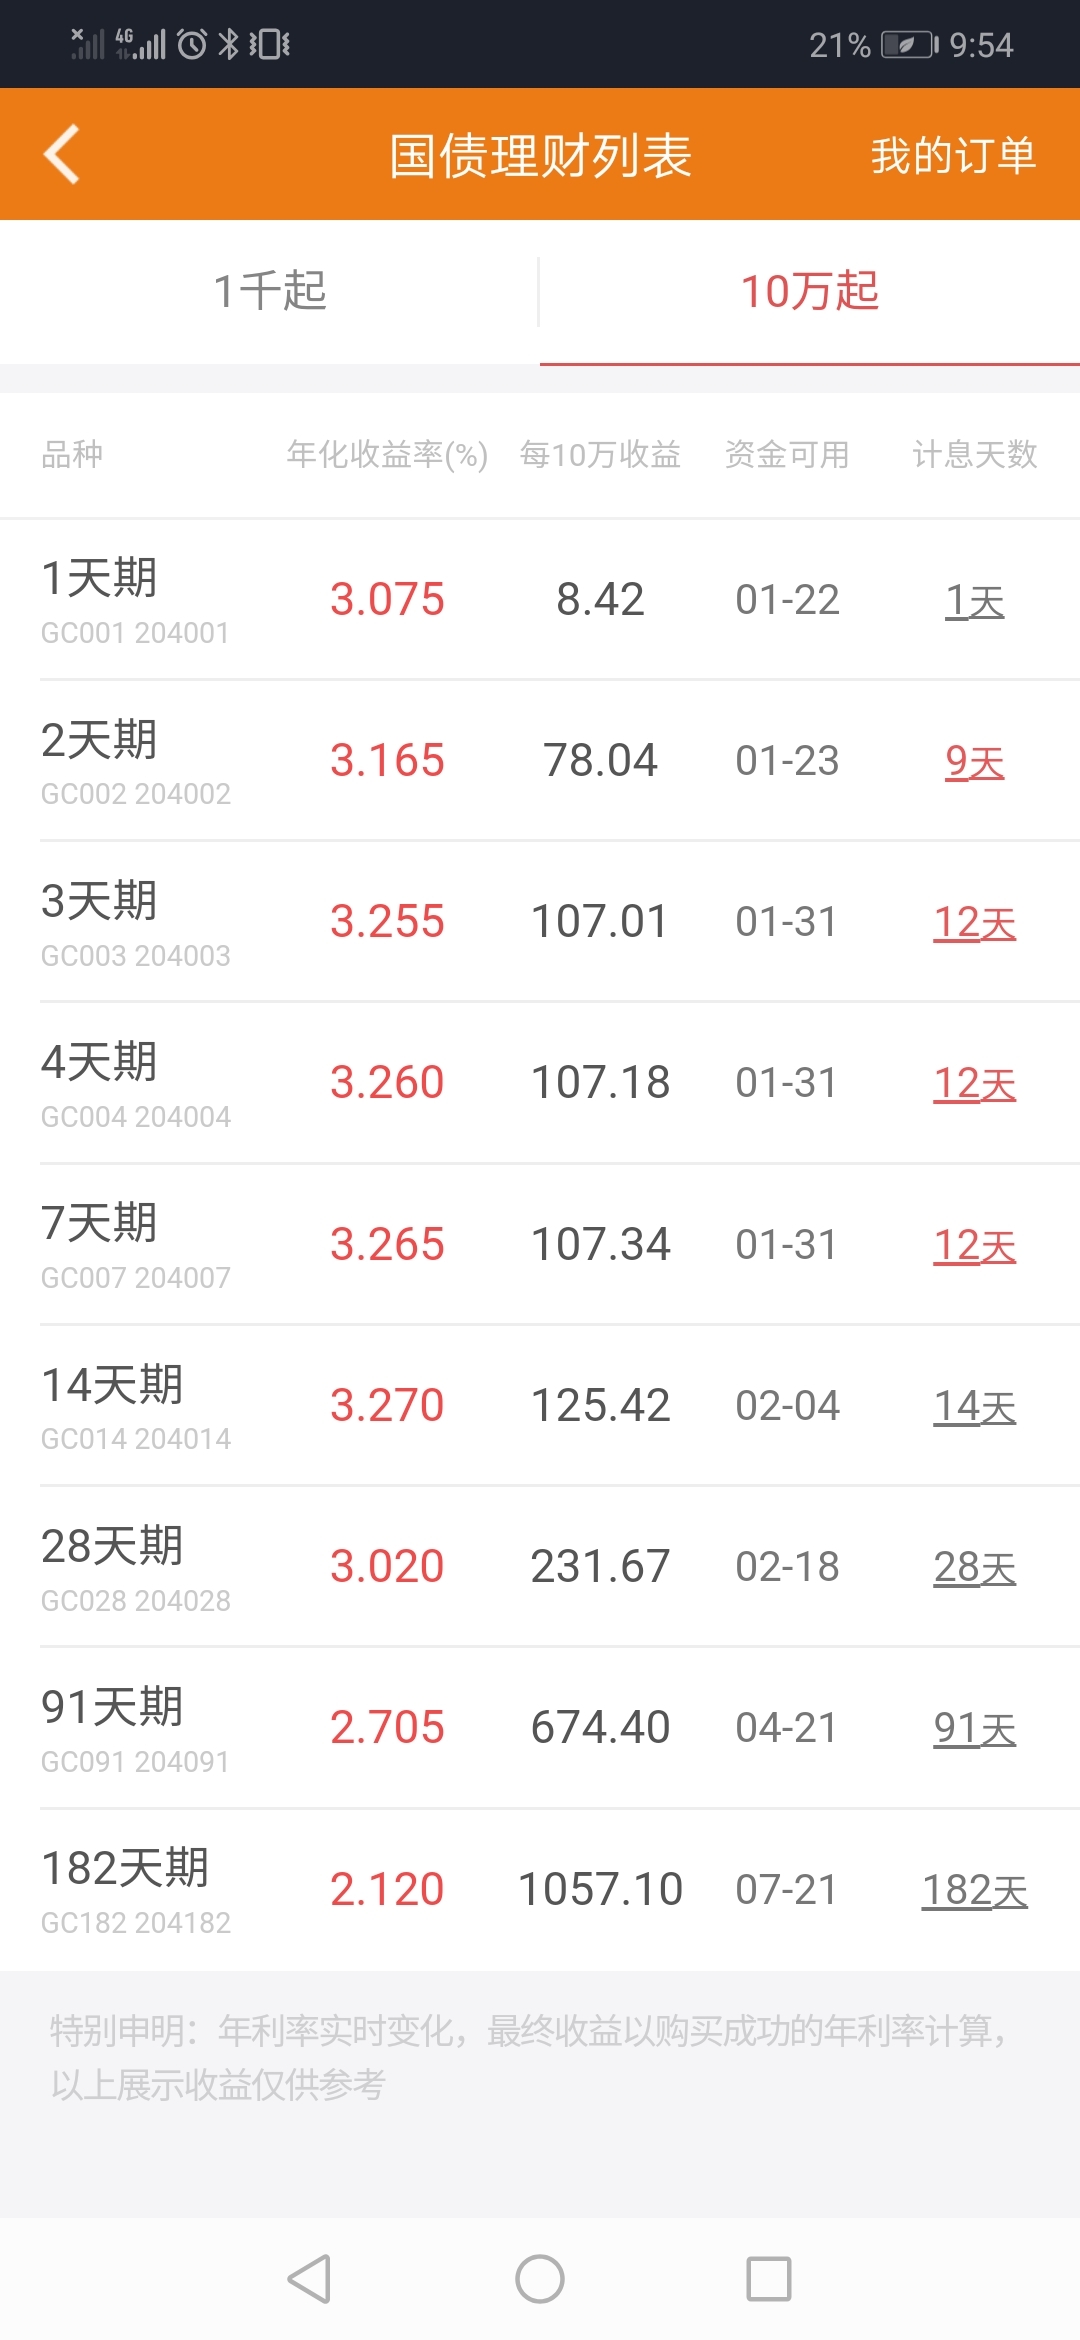 4G 21% 9:54
国债理财列表 我的订单
1千起 10万起
品种 年化收益率(%) 每10万收益 资金可用 计息天数
1天期
3.075 8.42 01-22 1天
GC001 204001
2天期
3.165 78.04 01-23 9天
GC002 204002
3天期
3.255 107.01 01-31 12天
GC003 204003
4天期
3.260 107.18 01-31 12天
GC004 204004
7天期
3.265 107.34 01-31 12天
GC007 204007
14天期
3.270 125.42 02-04 14天
GC014 204014
28天期
3.020 231.67 02-18 28天
GC028 204028
91天期
2.705 674.40 04-21 91天
GC091 204091
182天期
2.120 1057.10 07-21 182天
GC182 204182
特别申明：年利率实时变化，最终收益以购买成功的年利率计算，
以上展示收益仅供参考